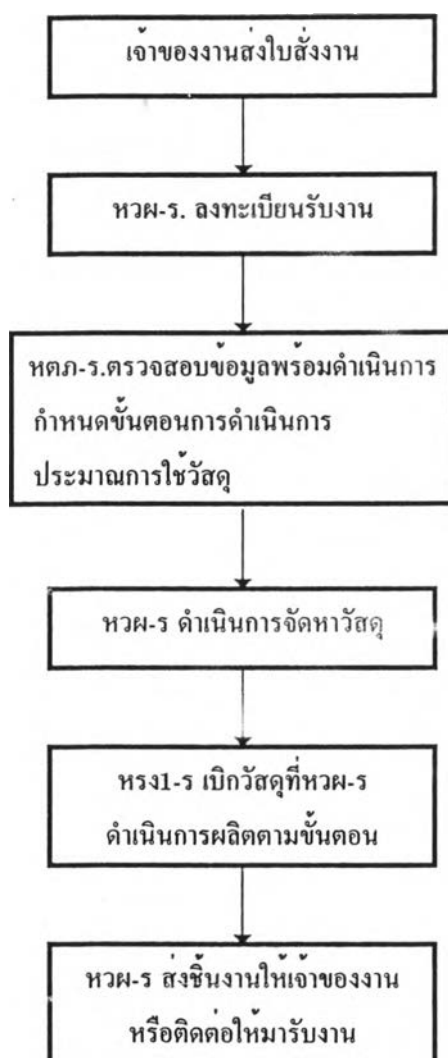 เจ้าของงานส่งใบสั่งงาน
หวผ-ร. ลงทะเบียนรับงาน
หตภ-ร.ตรวจสอบข้อมูลพร้อมดำเนินการ
กำหนดขั้นตอนการดำเนินการ
ประมาณการใช้วัสดุ
หวผ-ร ดำเนินการจัดหาวัสดุ
หรง1-ร เบิกวัสดุที่หวผ-ร
ดำเนินการผลิตตามขั้นตอน
หวผ-ร ส่งชิ้นงานให้เจ้าของงาน
หรือติดต่อให้มารับงาน